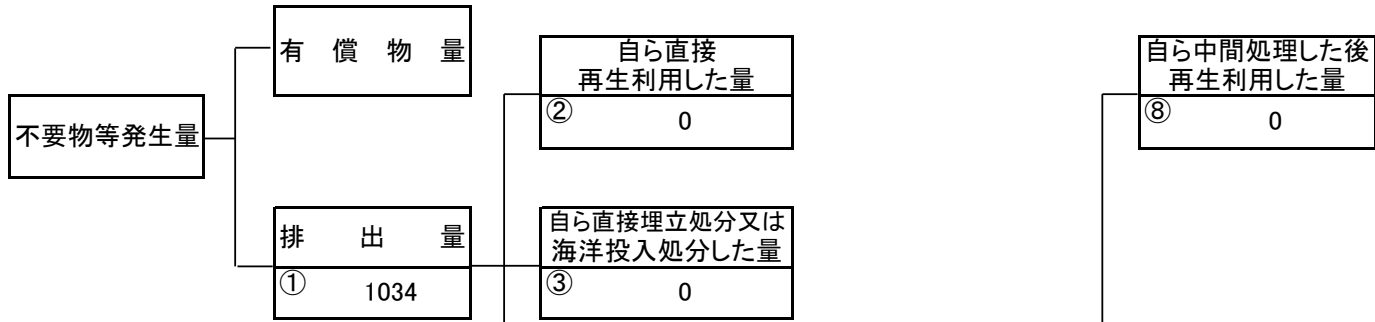 有償物量
自ら直接
再生利用した量
② 0
自ら中間処理した後
再生利用した量
⑧ 0
不要物等発生量
排出量
① 1034
自ら直接埋立処分又は
海洋投入処分した量
③ 0